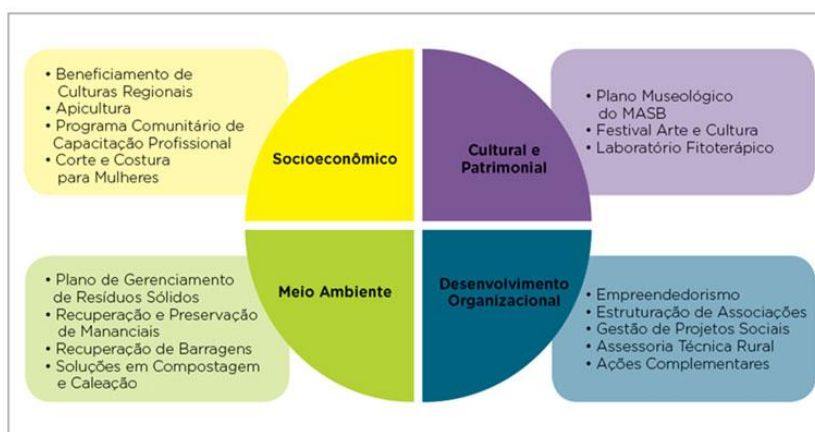 • Beneficiamento de
Culturas Regionais
• Apicultura
• Programa Comunitário de
Capacitação Profissional
• Corte e Costura
para Mulheres
Socioeconômico
Cultural e
Patrimonial
• Plano Museológico
do MASB
• Festival Arte e Cultura
• Laboratório Fitoterápico
• Plano de Gerenciamento
de Resíduos Sólidos
• Recuperação e Preservação
de Mananciais
• Recuperação de Barragens
• Soluções em Compostagem
e Caleação
Meio Ambiente
Desenvolvimento
Organizacional
• Empreendedorismo
• Estruturação de Associações
• Gestão de Projetos Sociais
• Assessoria Técnica Rural
• Ações Complementares